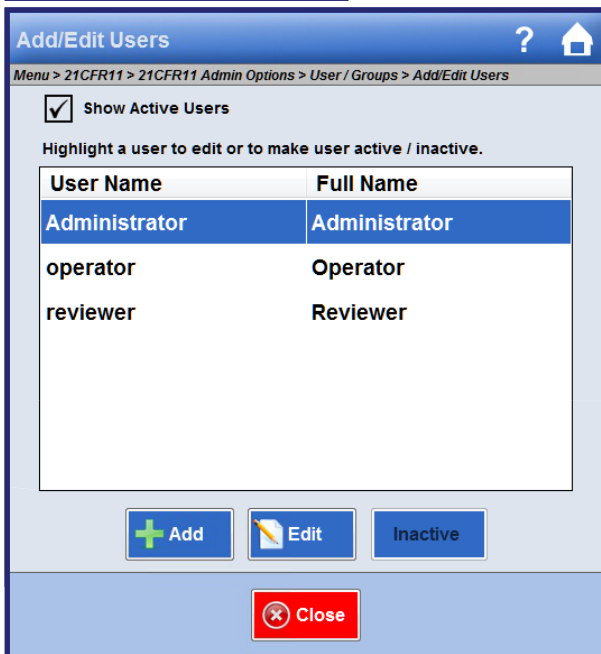 Add/Edit Users ?
Menu > 21CFR11 > 21CFR11 Admin Options > User / Groups > Add/Edit Users
Show Active Users
Highlight a user to edit or to make user active / inactive.
User Name Full Name
Administrator Administrator
operator Operator
reviewer Reviewer
Add Edit Inactive
Close